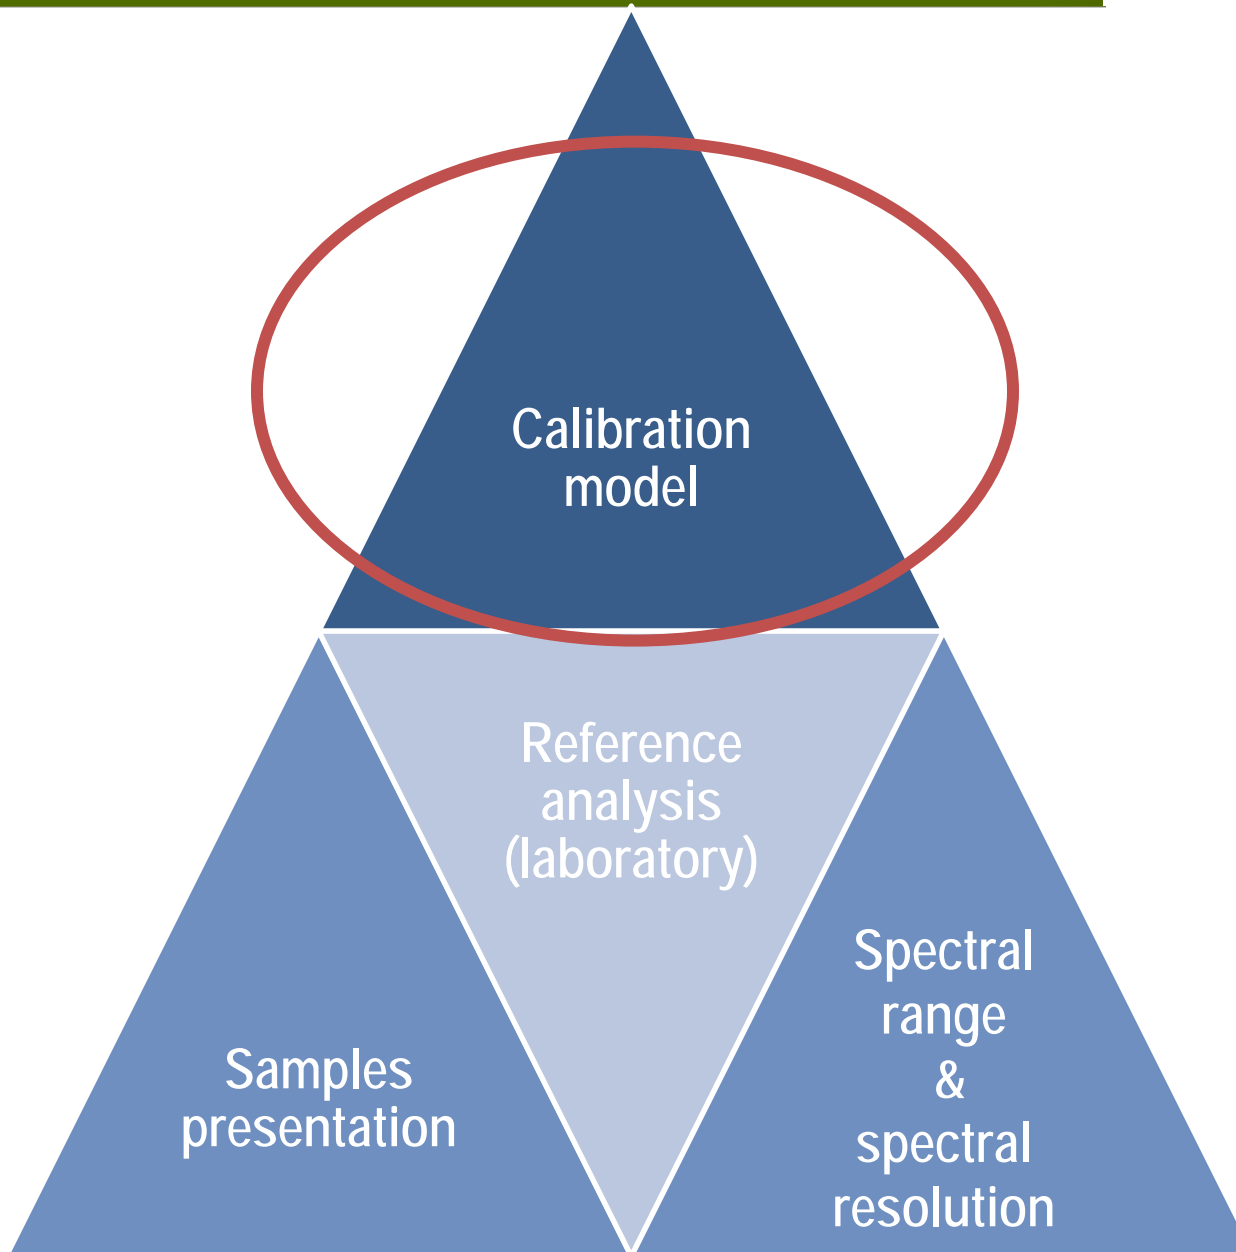 Calibration
model
Reference
analysis
(laboratory)
Samples
presentation
Spectral
range
&
spectral
resolution